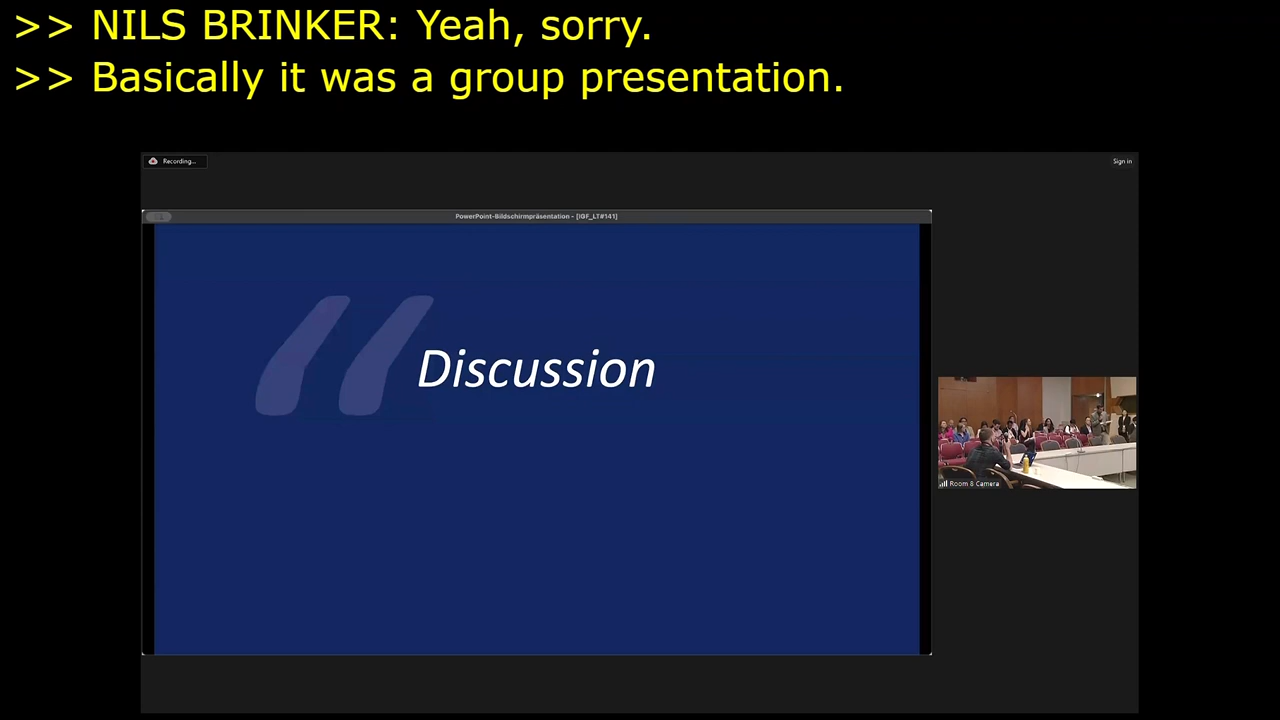 >> NILS BRINKER: Yeah, sorry.
>> Basically it was a group presentation.
Recording...
Sign in
PowerPoint-Bildschirmpräsentation - [IGF_LT#141]
“Discussion
Room 8 Camera